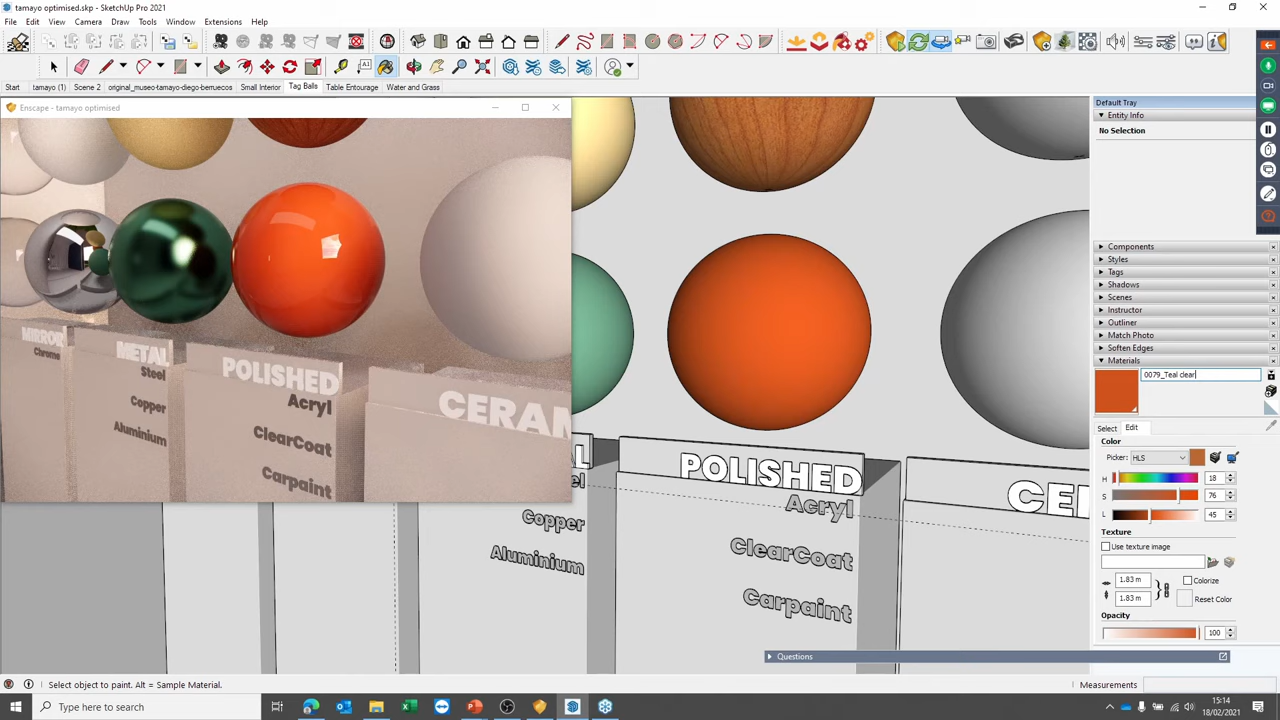 tamayo optimised.skp - SketchUp Pro 2021
File Edit View Camera Draw Tools Window Extensions Help
Start tamayo (1) Scene 2 original_museo-tamayo-diego-berruecos Small Interior Tag Balls Table Entourage Water and Grass
Enscape - tamayo optimised
MIRROR
Chrome
METAL
Steel
Copper
Aluminium
POLISHED
Acryl
ClearCoat
Carpaint
CERAM
AL
el
Copper
Aluminium
POLISHED
Acryl
ClearCoat
Carpaint
CE
Questions
Default Tray
Entity Info
No Selection
Components
Styles
Tags
Shadows
Scenes
Instructor
Outliner
Match Photo
Soften Edges
Materials
0079_Teal clear
Select Edit
Color
Picker: HLS
H 18
S 76
L 45
Texture
Use texture image
1.83 m Colorize
1.83 m Reset Color
Opacity
100
Select object to paint. Alt = Sample Material.
Measurements
Type here to search
15:14
18/02/2021